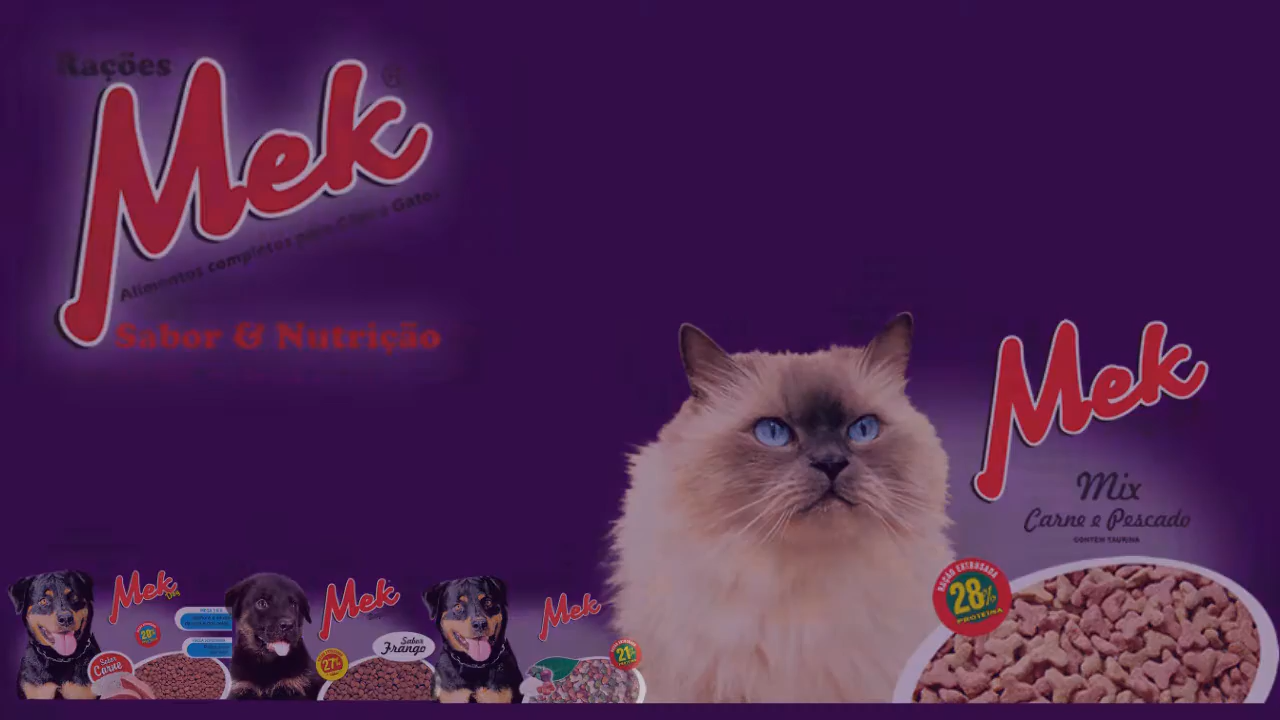 Rações
Mek®
Alimentos completos para Cães e Gatos
Sabor & Nutrição
Mek
Mix
Carne e Pescado
CONTÉM TAURINA
RAÇÃO EXTRUSADA
28%
PROTEÍNA
Mek
28%
Sabor
Carne
Mek
27%
Sabor
Frango
Mek
21%